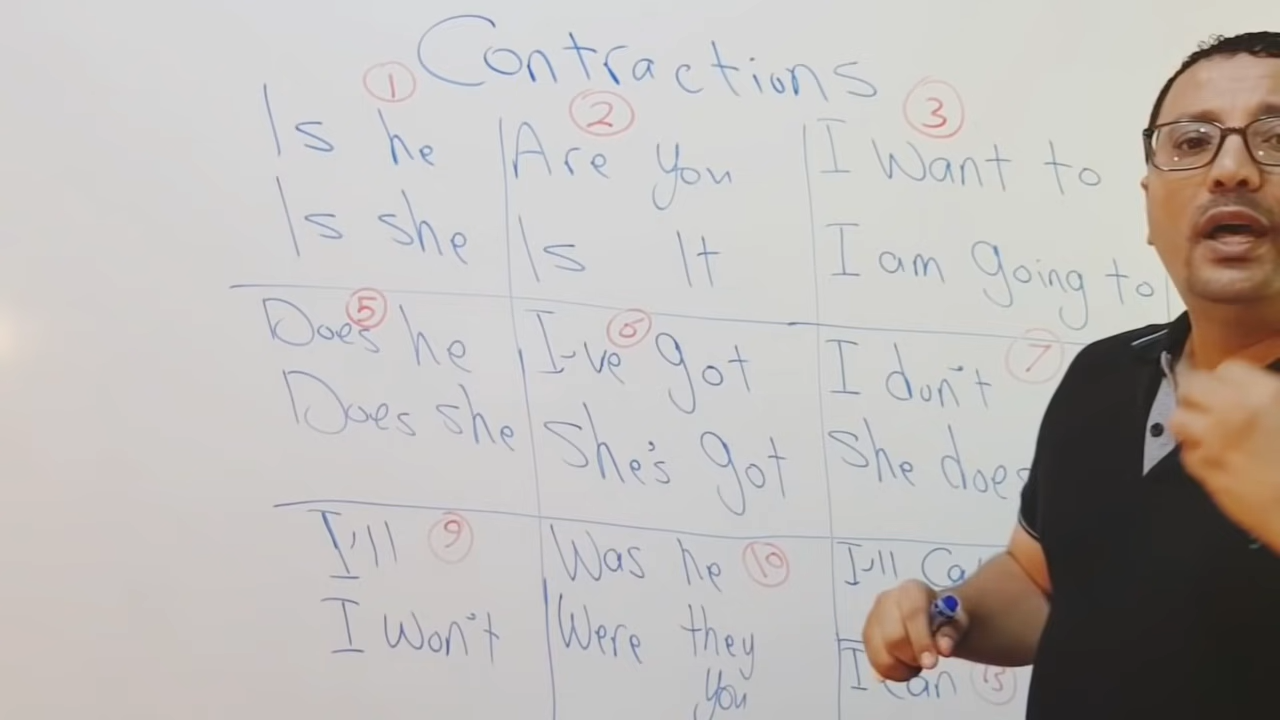 Contractions
1
Is he
Is she
2
Are you
Is It
3
I Want to
I am going to
5
Does he
Does she
6
I've got
She's got
7
I don't
She does
9
I'll
I won't
10
Was he
Were they
you
I'll Ca
I can 13